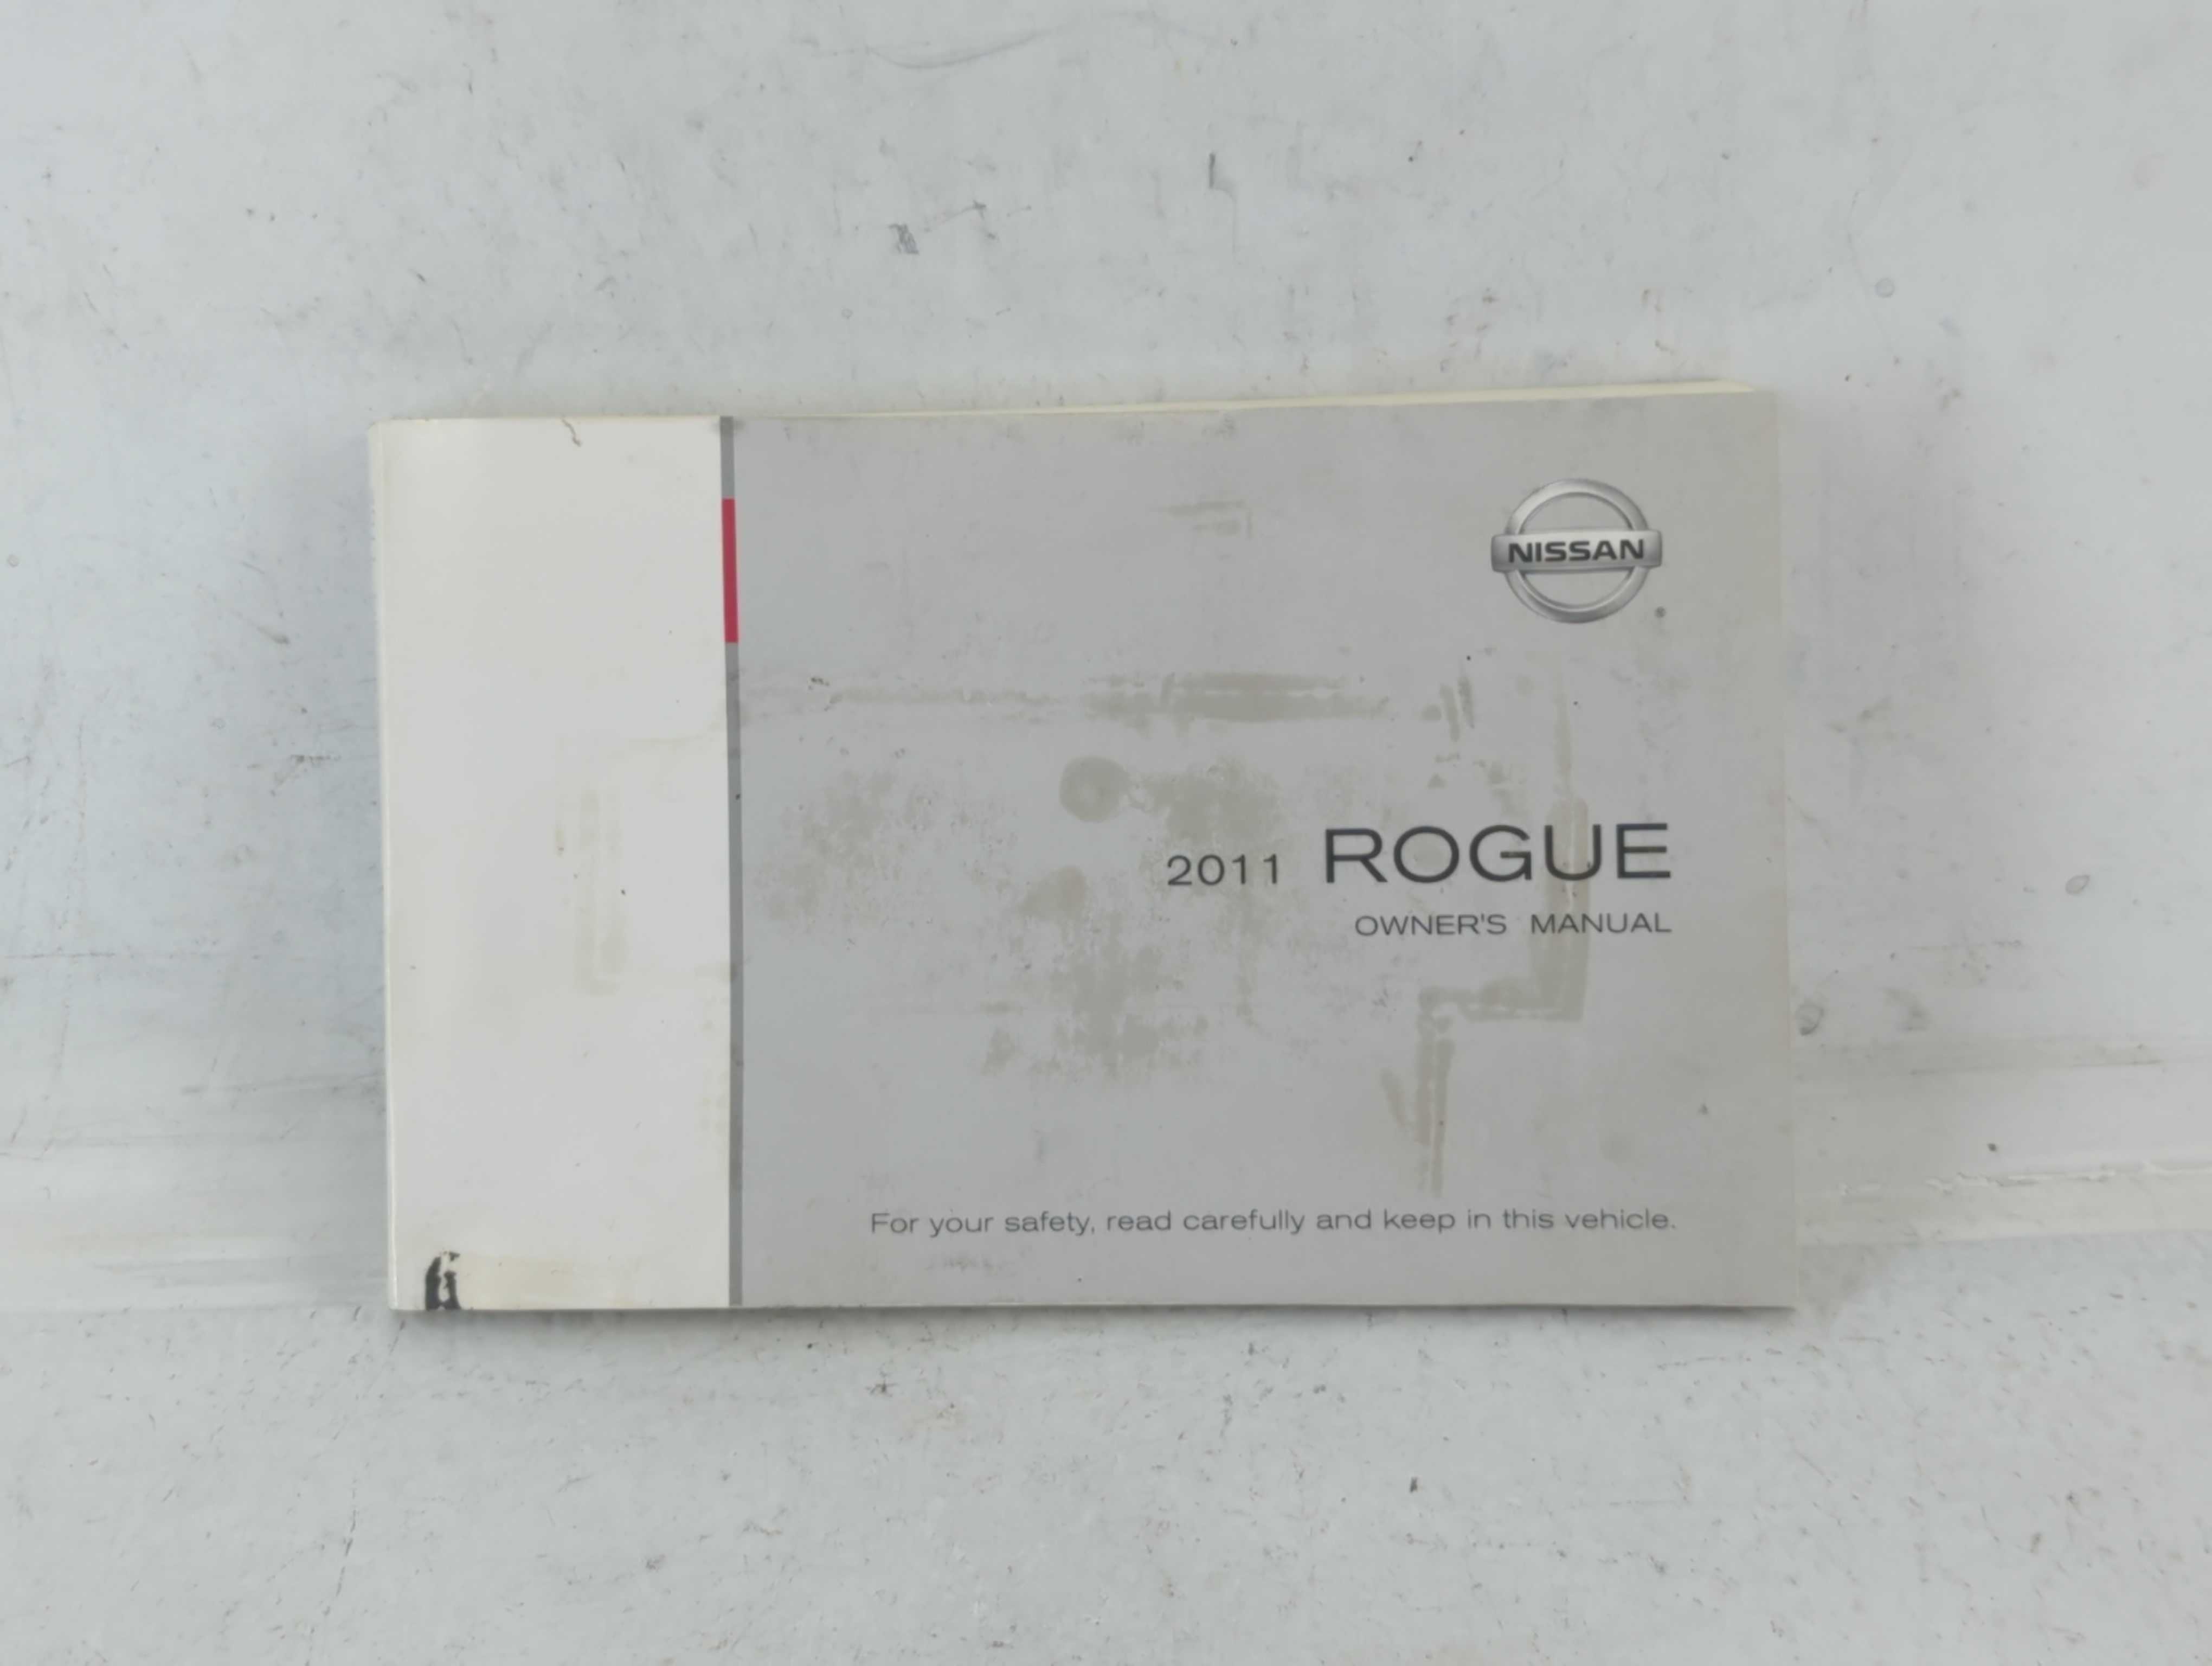 NISSAN
2011 ROGUE
OWNER'S MANUAL
For your safety, read carefully and keep in this vehicle.